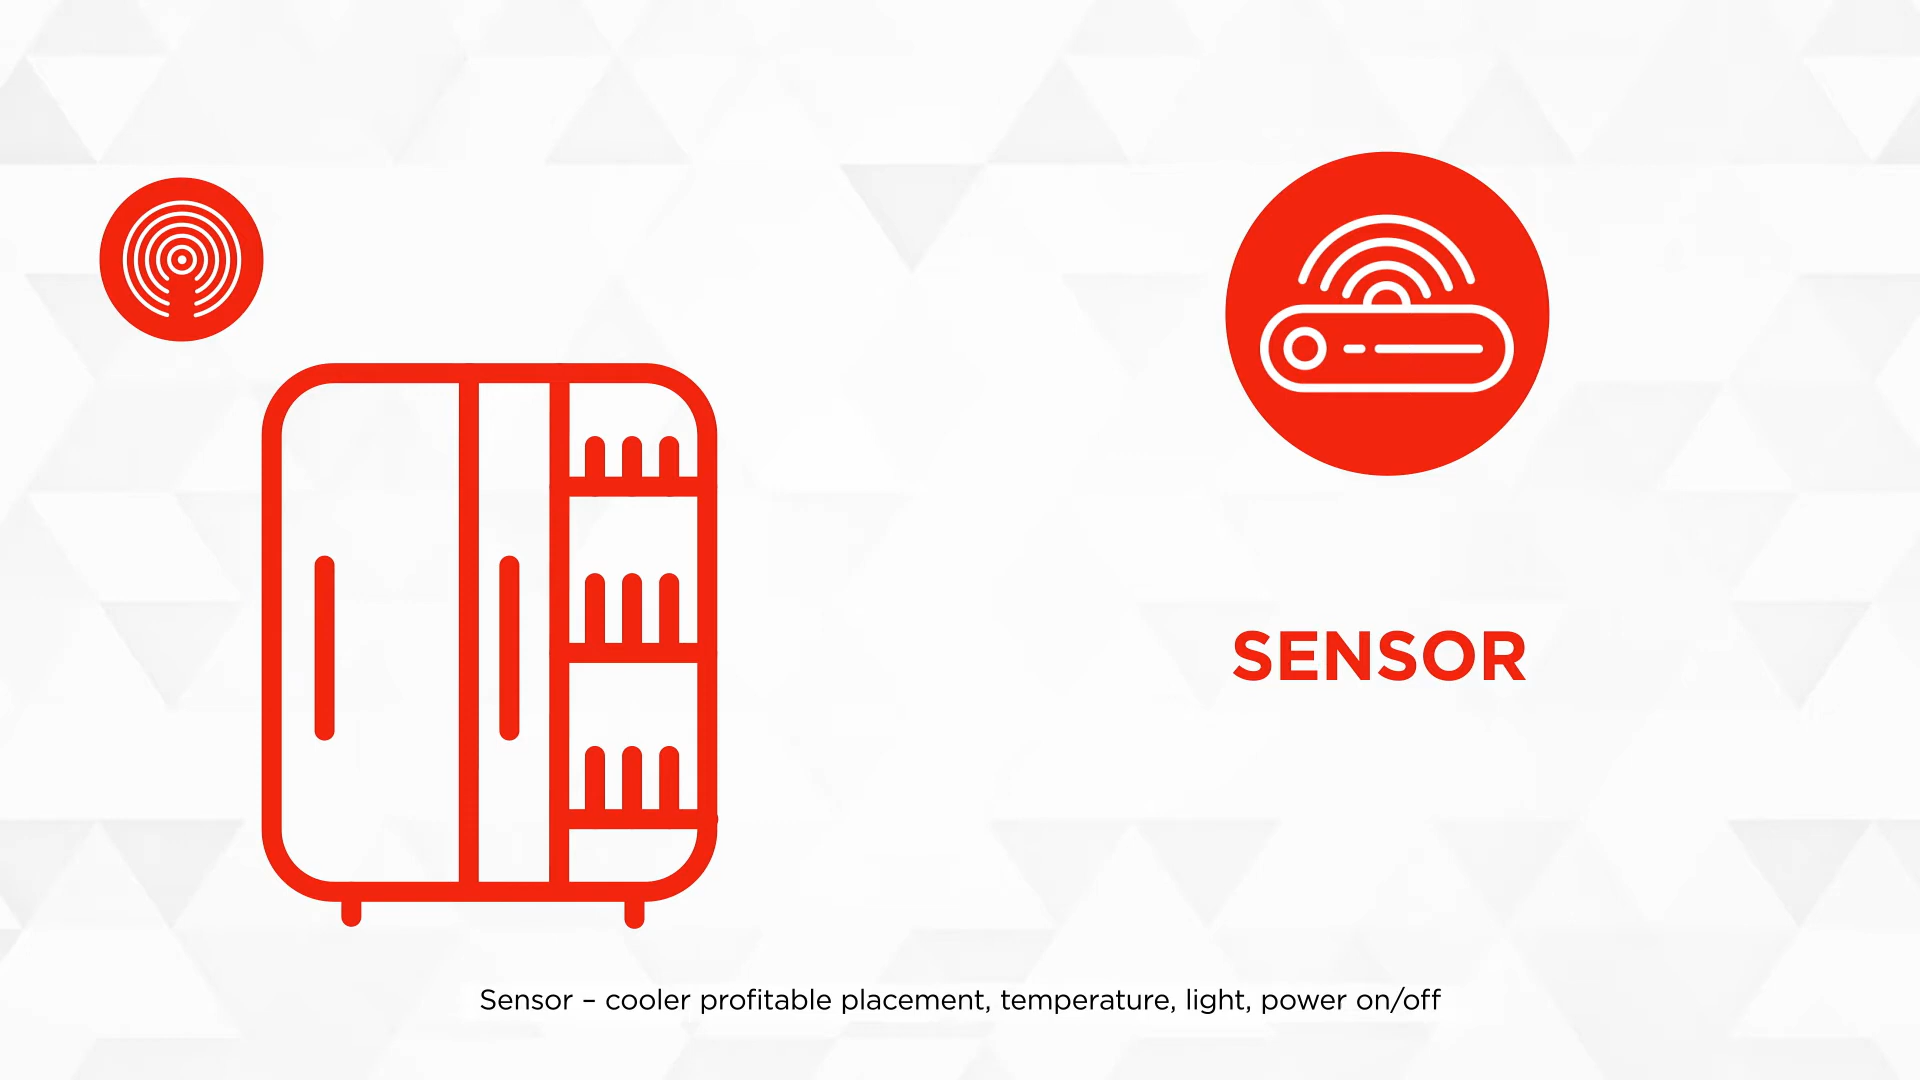 SENSOR
Sensor – cooler profitable placement, temperature, light, power on/off